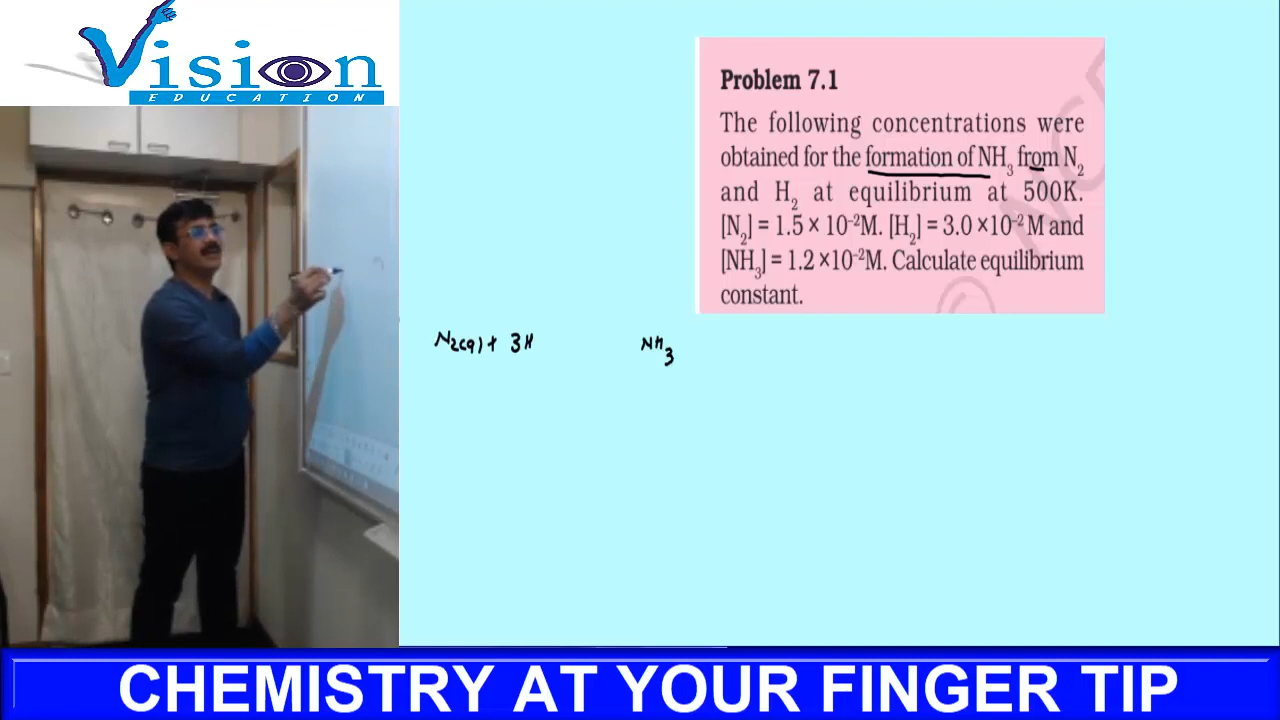 Vision
EDUCATION
Problem 7.1
The following concentrations were
obtained for the formation of NH₃ from N₂
and H₂ at equilibrium at 500K.
[N₂] = 1.5 × 10⁻²M. [H₂] = 3.0 ×10⁻² M and
[NH₃] = 1.2 ×10⁻²M. Calculate equilibrium
constant.
N₂(g) + 3H NH₃
CHEMISTRY AT YOUR FINGER TIP